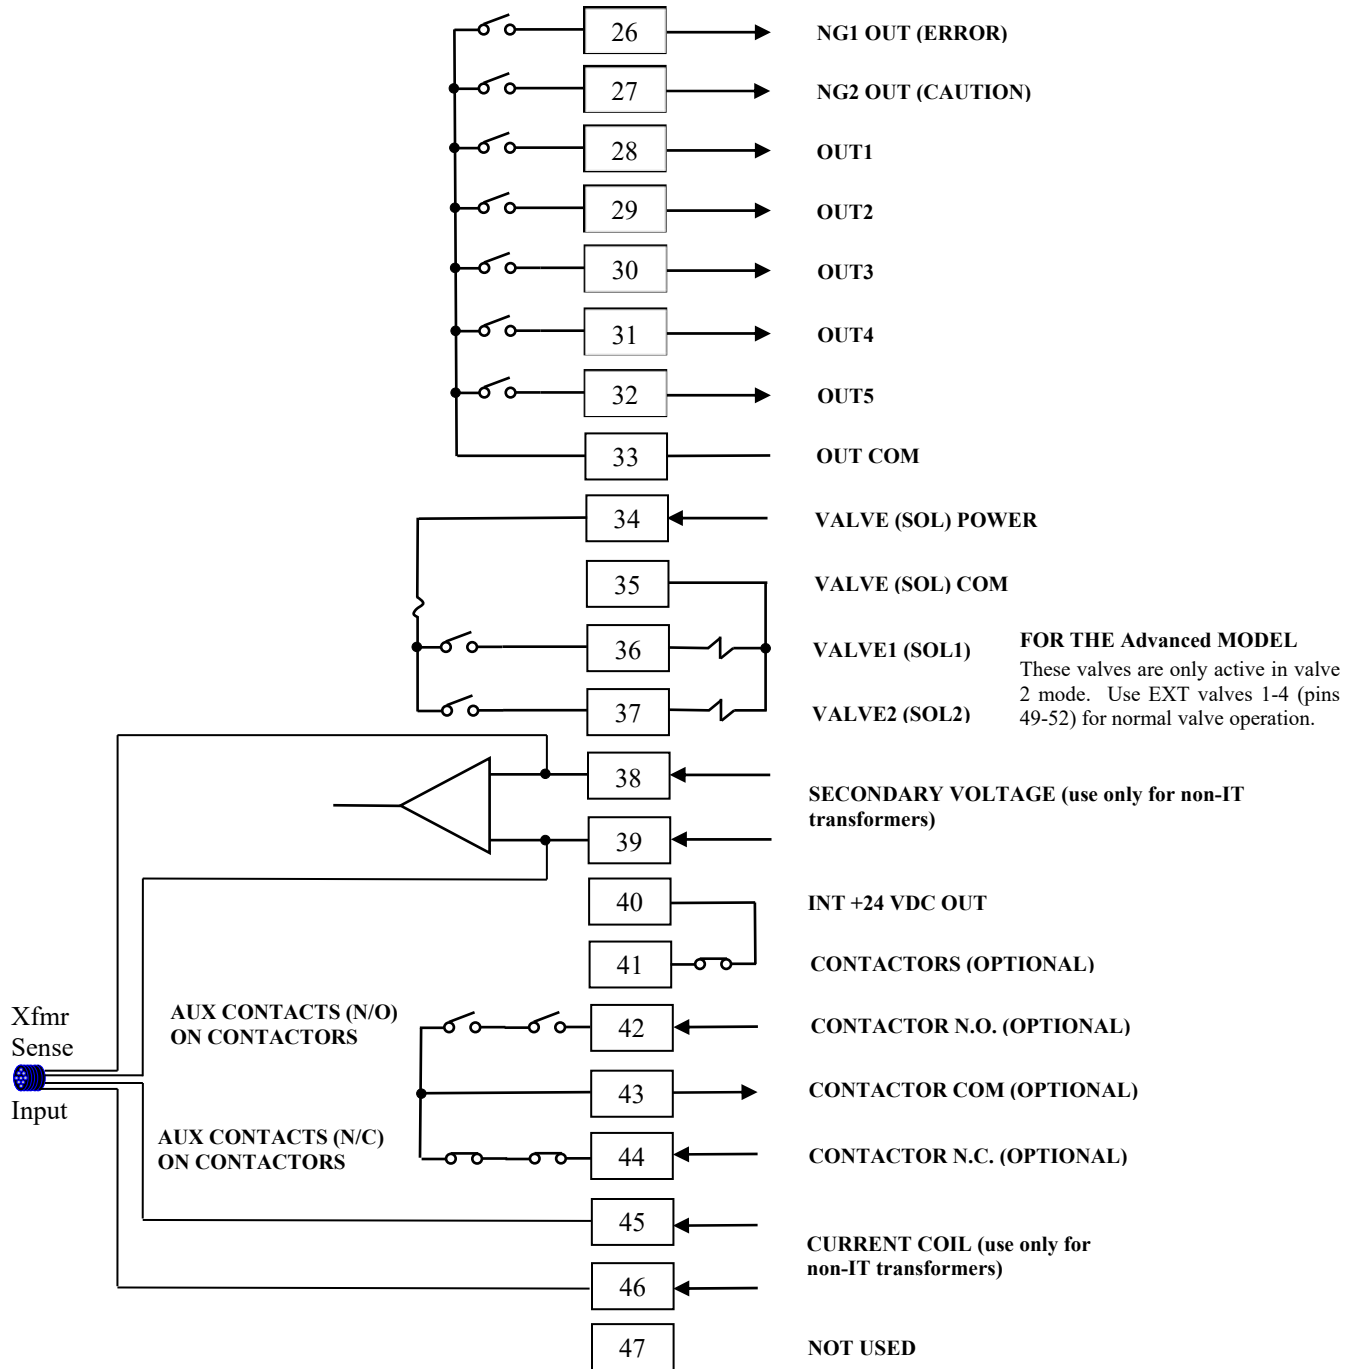 26 NG1 OUT (ERROR)
27 NG2 OUT (CAUTION)
28 OUT1
29 OUT2
30 OUT3
31 OUT4
32 OUT5
33 OUT COM
34 VALVE (SOL) POWER
35 VALVE (SOL) COM
36 VALVE1 (SOL1)
37 VALVE2 (SOL2)
FOR THE Advanced MODEL
These valves are only active in valve
2 mode. Use EXT valves 1-4 (pins
49-52) for normal valve operation.
38
39
SECONDARY VOLTAGE (use only for non-IT
transformers)
40 INT +24 VDC OUT
41 CONTACTORS (OPTIONAL)
Xfmr
Sense
Input
AUX CONTACTS (N/O)
ON CONTACTORS
42 CONTACTOR N.O. (OPTIONAL)
43 CONTACTOR COM (OPTIONAL)
AUX CONTACTS (N/C)
ON CONTACTORS
44 CONTACTOR N.C. (OPTIONAL)
45
46
CURRENT COIL (use only for
non-IT transformers)
47 NOT USED